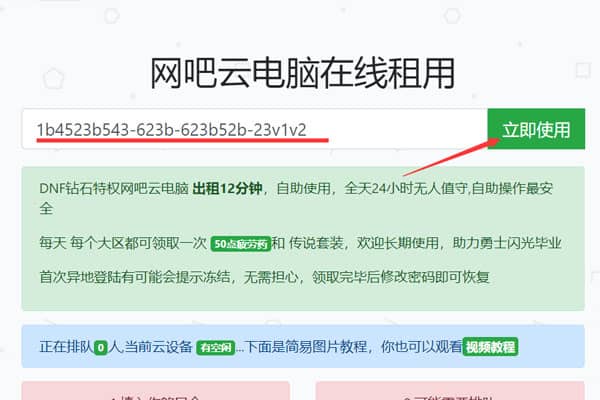 网吧云电脑在线租用
1b4523b543-623b-623b52b-23v1v2
立即使用
DNF钻石特权网吧云电脑 出租12分钟，自助使用，全天24小时无人值守,自助操作最安
全
每天 每个大区都可领取一次 50点疲劳药和 传说套装，欢迎长期使用，助力勇士闪光毕业
首次异地登陆有可能会提示冻结，无需担心，领取完毕后修改密码即可恢复
正在排队0人,当前云设备 有空闲...下面是简易图片教程，你也可以观看视频教程